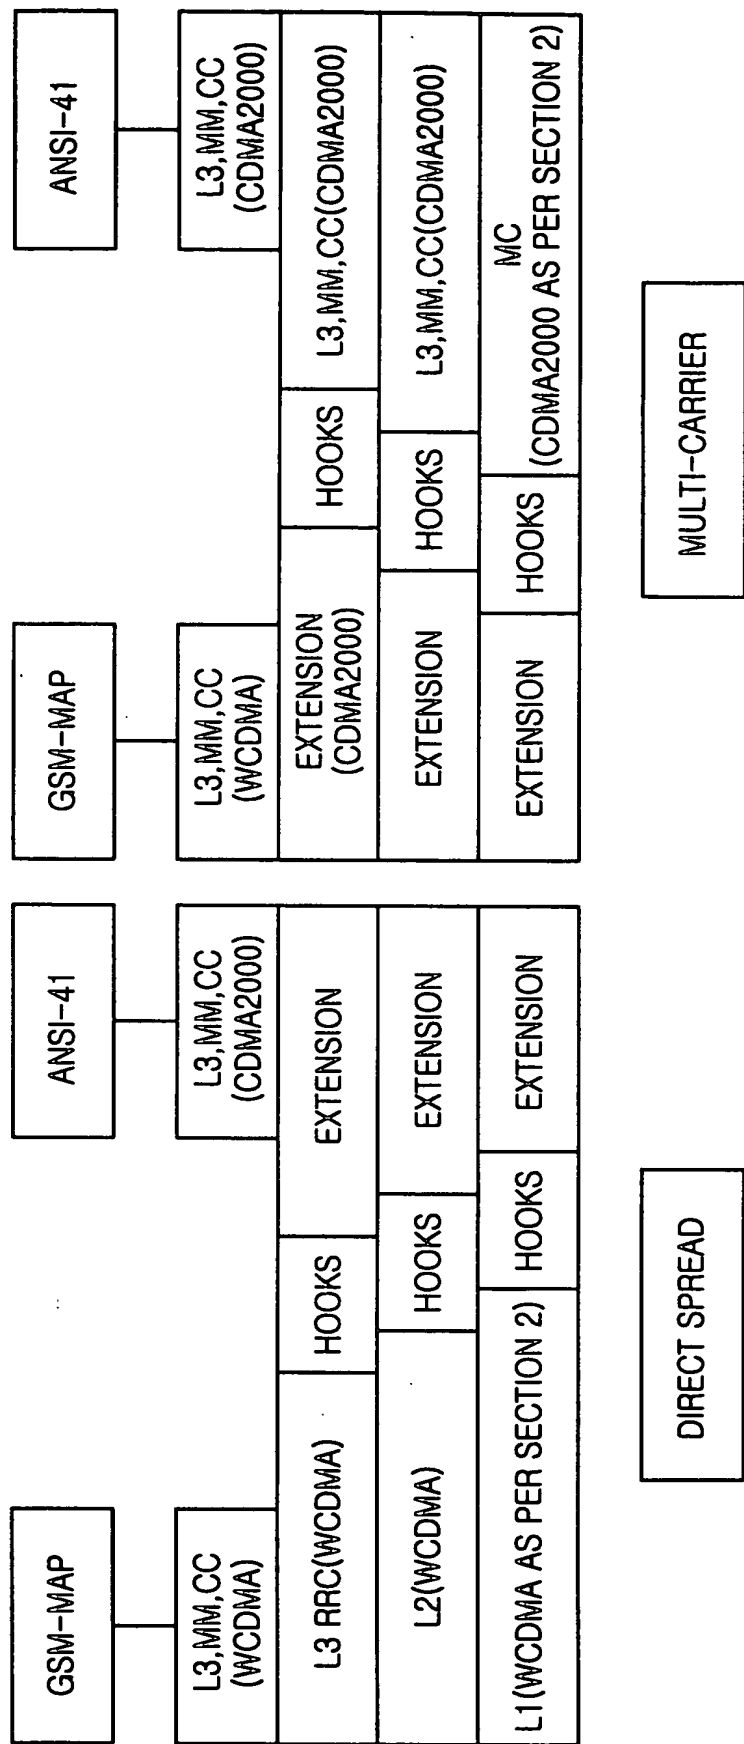 GSM-MAP
ANSI-41
L3,MM,CC
(WCDMA)
L3,MM,CC
(CDMA2000)
L3 RRC(WCDMA)
HOOKS
EXTENSION
L2(WCDMA)
HOOKS
EXTENSION
L1(WCDMA AS PER SECTION 2)
HOOKS
EXTENSION
DIRECT SPREAD
GSM-MAP
ANSI-41
L3,MM,CC
(WCDMA)
L3,MM,CC
(CDMA2000)
EXTENSION
(CDMA2000)
HOOKS
L3,MM,CC(CDMA2000)
EXTENSION
HOOKS
L3,MM,CC(CDMA2000)
EXTENSION
HOOKS
MC
(CDMA2000 AS PER SECTION 2)
MULTI-CARRIER